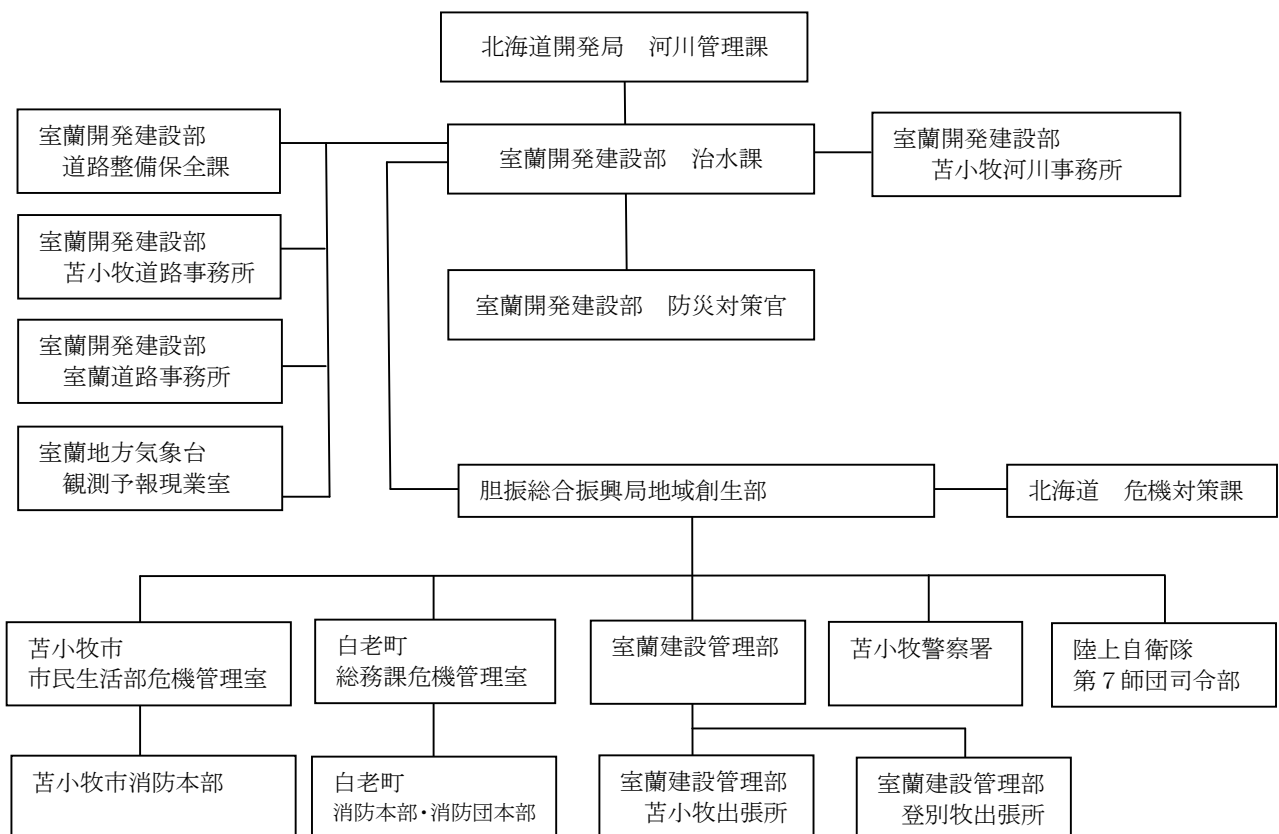 北海道開発局　河川管理課
室蘭開発建設部
道路整備保全課
室蘭開発建設部　治水課
室蘭開発建設部
苫小牧河川事務所
室蘭開発建設部
苫小牧道路事務所
室蘭開発建設部　防災対策官
室蘭開発建設部
室蘭道路事務所
室蘭地方気象台
観測予報現業室
胆振総合振興局地域創生部
北海道　危機対策課
苫小牧市
市民生活部危機管理室
白老町
総務課危機管理室
室蘭建設管理部
苫小牧警察署
陸上自衛隊
第７師団司令部
苫小牧市消防本部
白老町
消防本部・消防団本部
室蘭建設管理部
苫小牧出張所
室蘭建設管理部
登別牧出張所